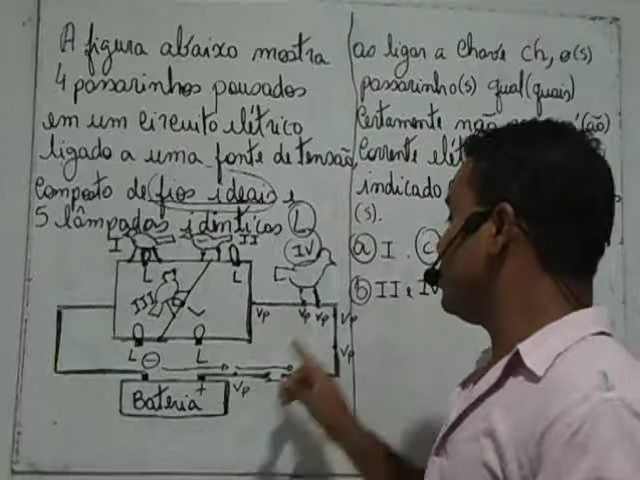 A figura abaixo mostra
4 passarinhos pousados
em um circuito elétrico
ligado a uma fonte de tensão,
composto de fios ideais e
5 lâmpadas idênticas L
ao ligar a chave ch, o(s)
passarinho(s) qual(quais)
certamente não
corrente
indicado
(s).
a I. c
b II e IV
I
II
IV
L
L
III
L
L
L
Vp
Vp
Vp
Vp
Vp
−
+
Vp
Bateria